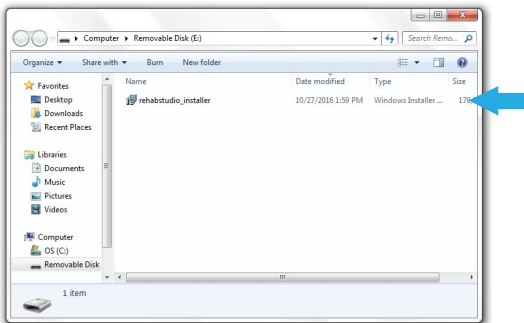 Computer ▸ Removable Disk (E:)
Search Remo...
Organize ▾ Share with ▾ Burn New folder
Name Date modified Type Size
rehabstudio_installer 10/27/2016 1:59 PM Windows Installer ... 178
Favorites
Desktop
Downloads
Recent Places
Libraries
Documents
Music
Pictures
Videos
Computer
OS (C:)
Removable Disk
1 item